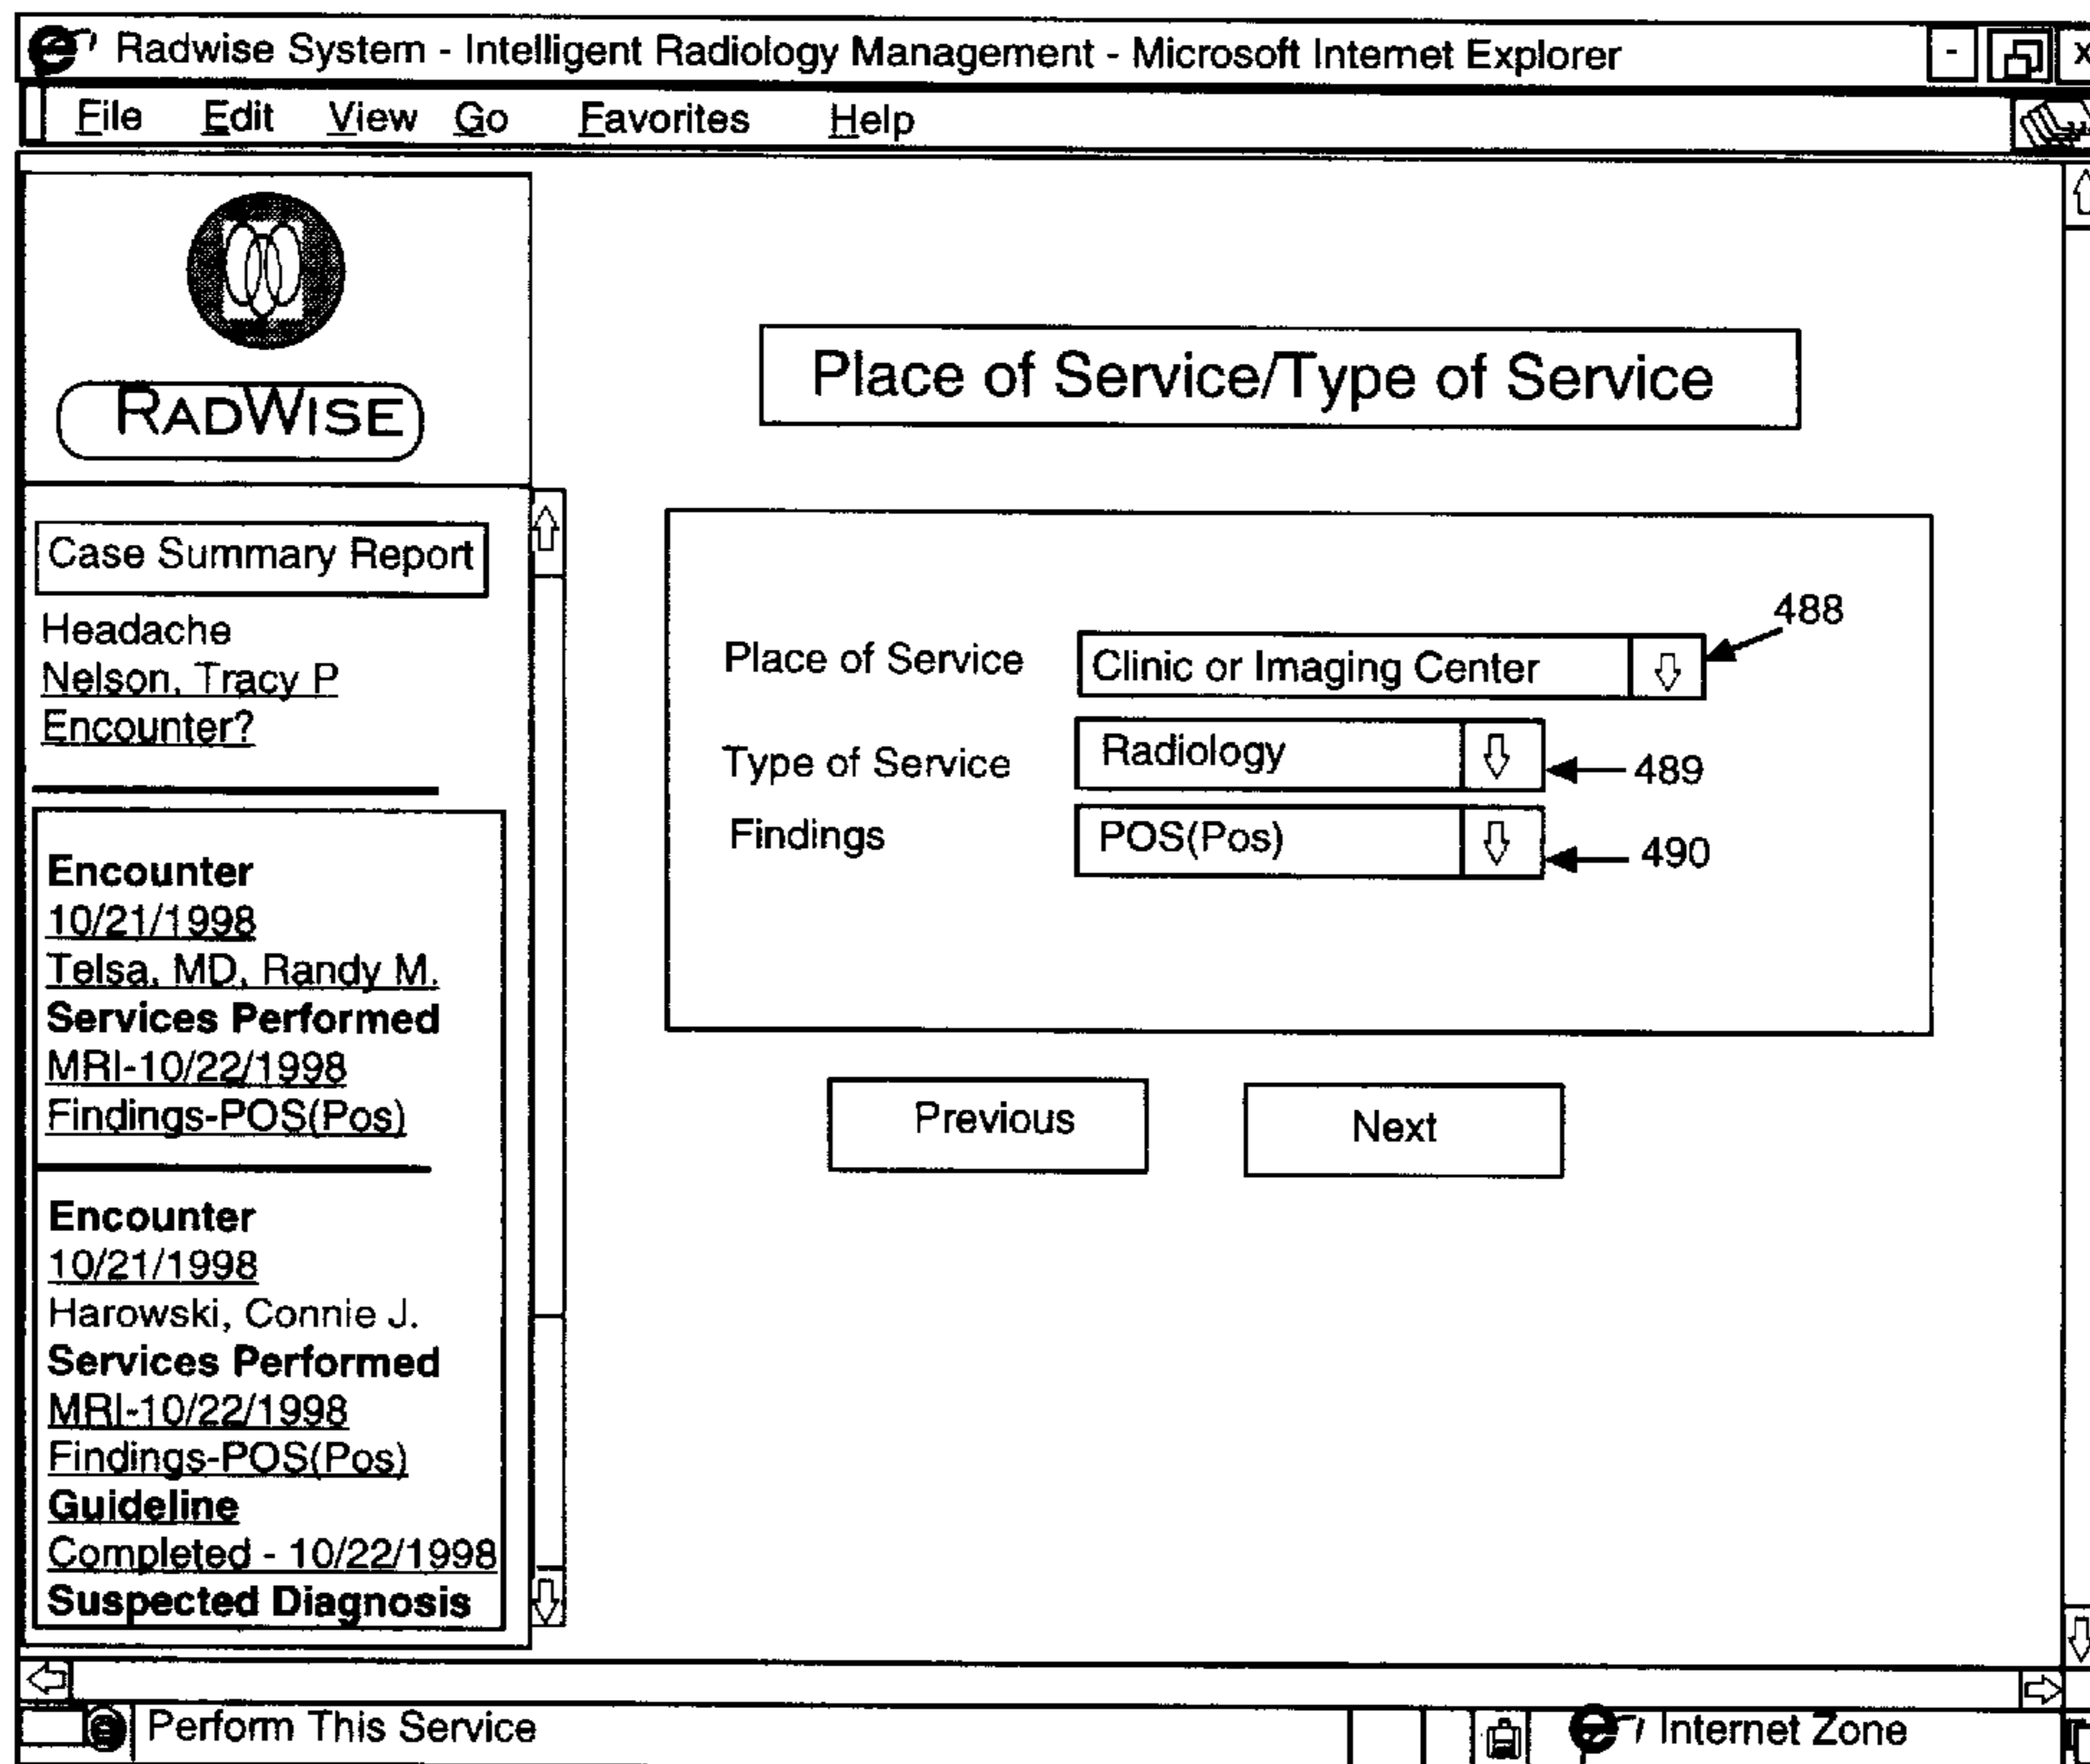 Radwise System - Intelligent Radiology Management - Microsoft Internet Explorer
- x
File Edit View Go Favorites Help
RADWISE
Case Summary Report
Headache
Nelson, Tracy P
Encounter?
Encounter
10/21/1998
Telsa, MD, Randy M.
Services Performed
MRI-10/22/1998
Findings-POS(Pos)
Encounter
10/21/1998
Harowski, Connie J.
Services Performed
MRI-10/22/1998
Findings-POS(Pos)
Guideline
Completed - 10/22/1998
Suspected Diagnosis
Place of Service/Type of Service
488
Place of Service Clinic or Imaging Center
Type of Service Radiology 489
Findings POS(Pos) 490
Previous Next
Perform This Service Internet Zone